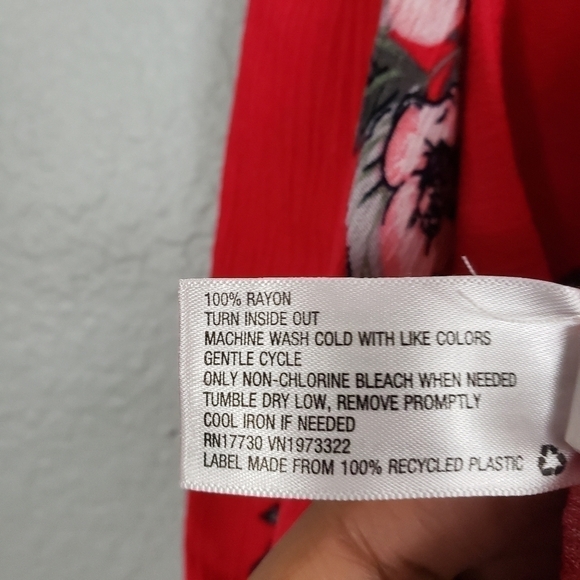 100% RAYON
TURN INSIDE OUT
MACHINE WASH COLD WITH LIKE COLORS
GENTLE CYCLE
ONLY NON-CHLORINE BLEACH WHEN NEEDED
TUMBLE DRY LOW, REMOVE PROMPTLY
COOL IRON IF NEEDED
RN17730 VN1973322
LABEL MADE FROM 100% RECYCLED PLASTIC